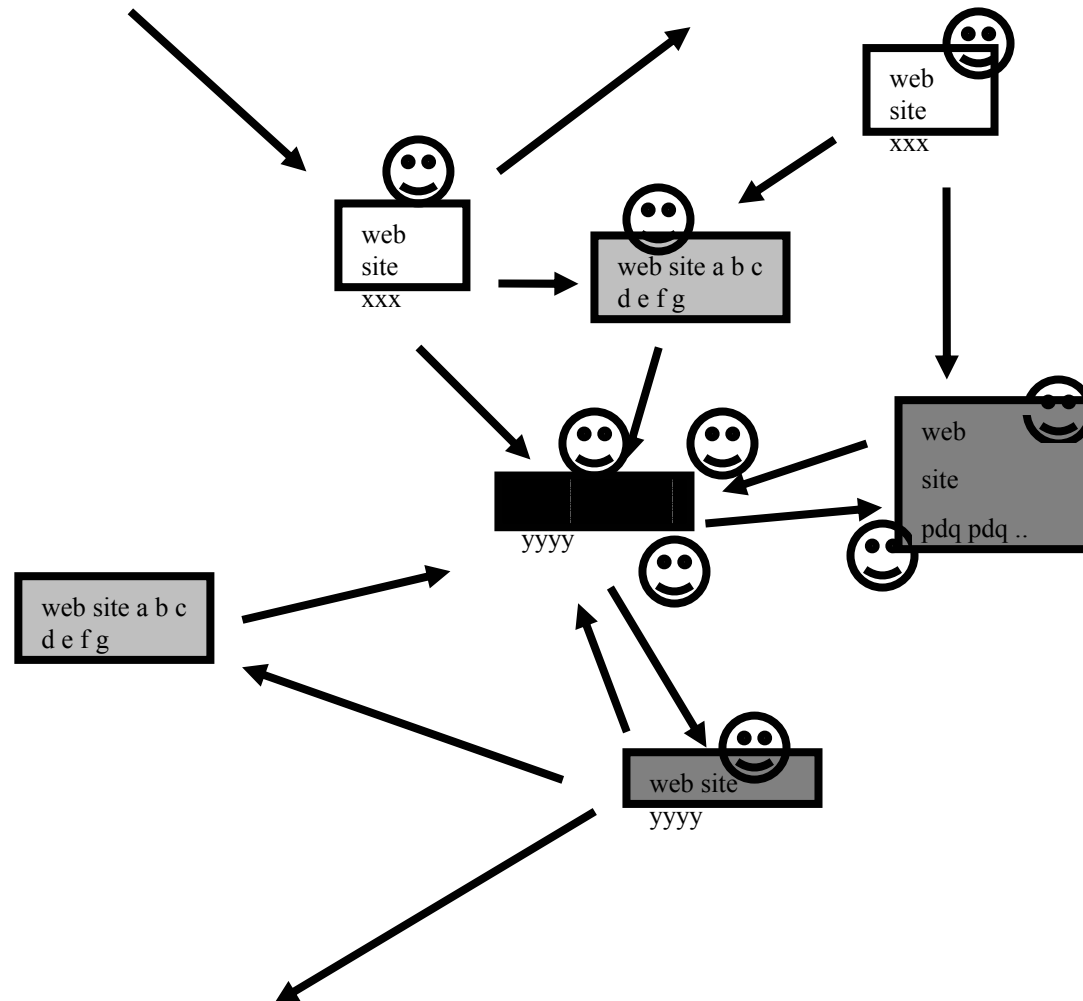 web
site
xxx
web
site
xxx
web site a b c
d e f g
web
site
pdq pdq ..
yyyy
web site a b c
d e f g
web site
yyyy